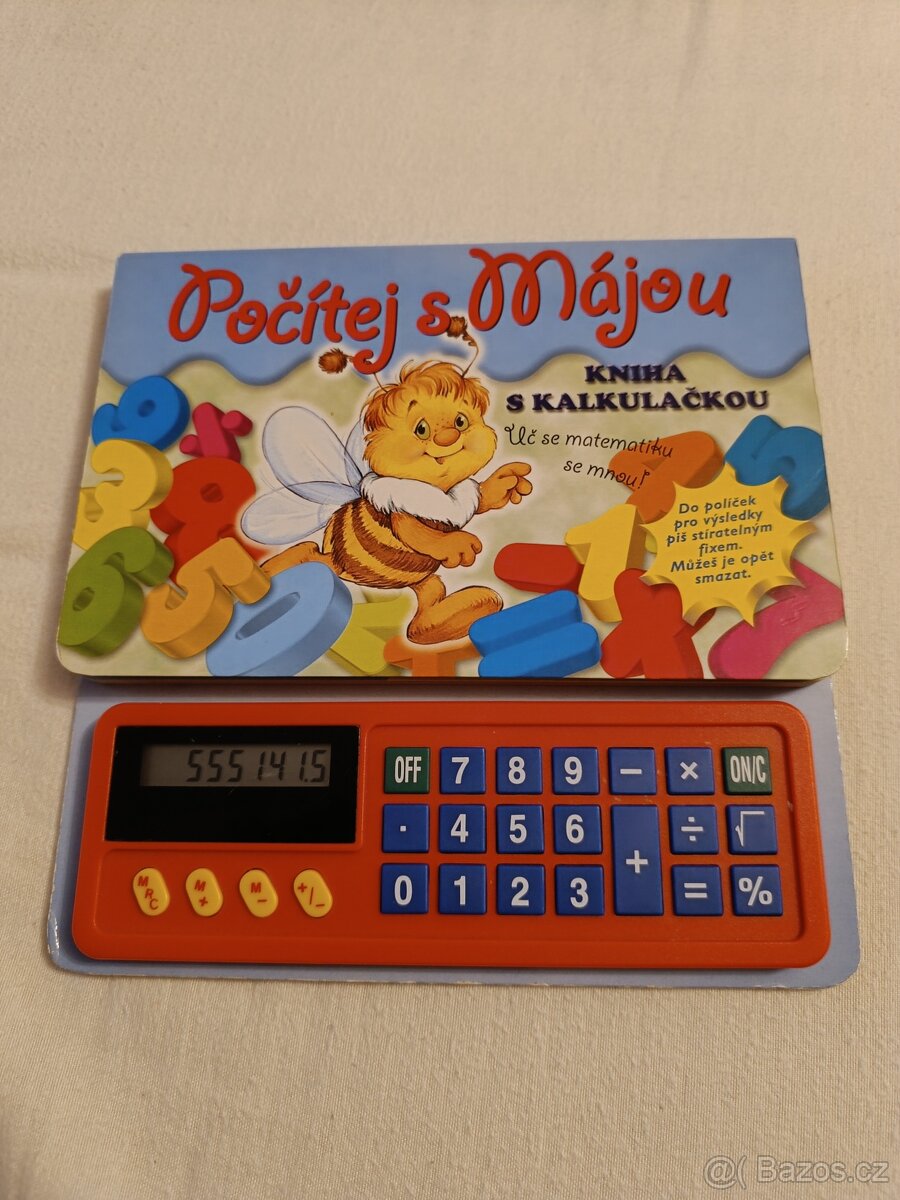 Počítej s Májou
KNIHA
S KALKULAČKOU
Uč se matematiku
se mnou!
Do políček
pro výsledky
piš stíratelným
fixem.
Můžeš je opět
smazat.
555141.5
OFF 7 8 9 − × ON/C
· 4 5 6 + ÷ √
0 1 2 3 = %
MRC M+ M− +/−
@( Bazos.cz